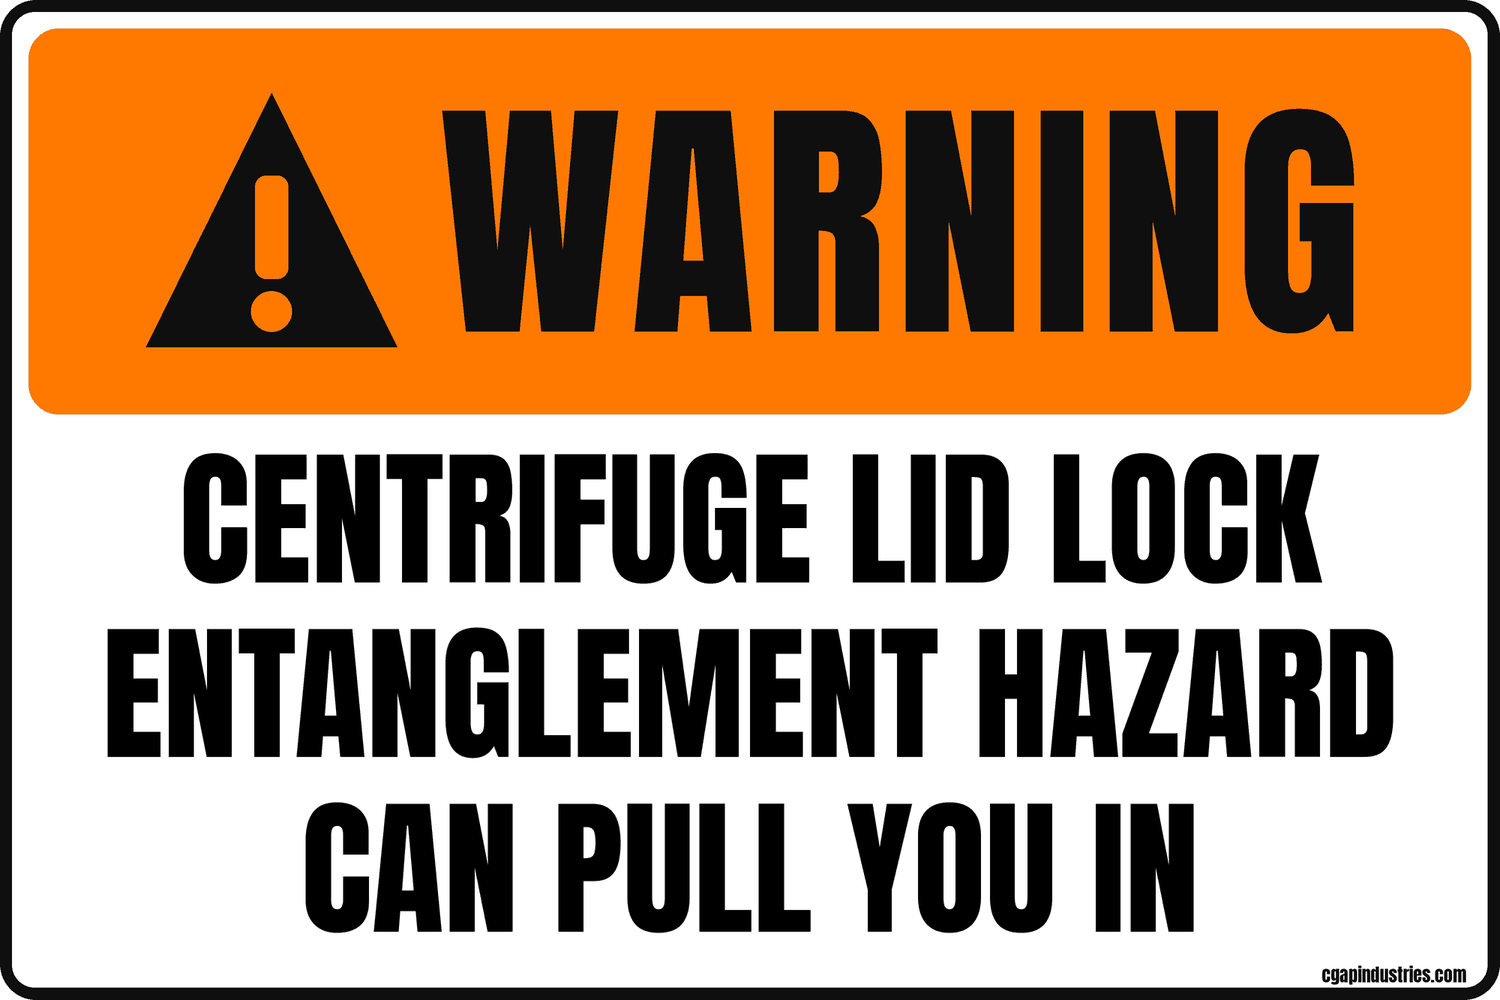 WARNING
CENTRIFUGE LID LOCK
ENTANGLEMENT HAZARD
CAN PULL YOU IN
cgapindustries.com